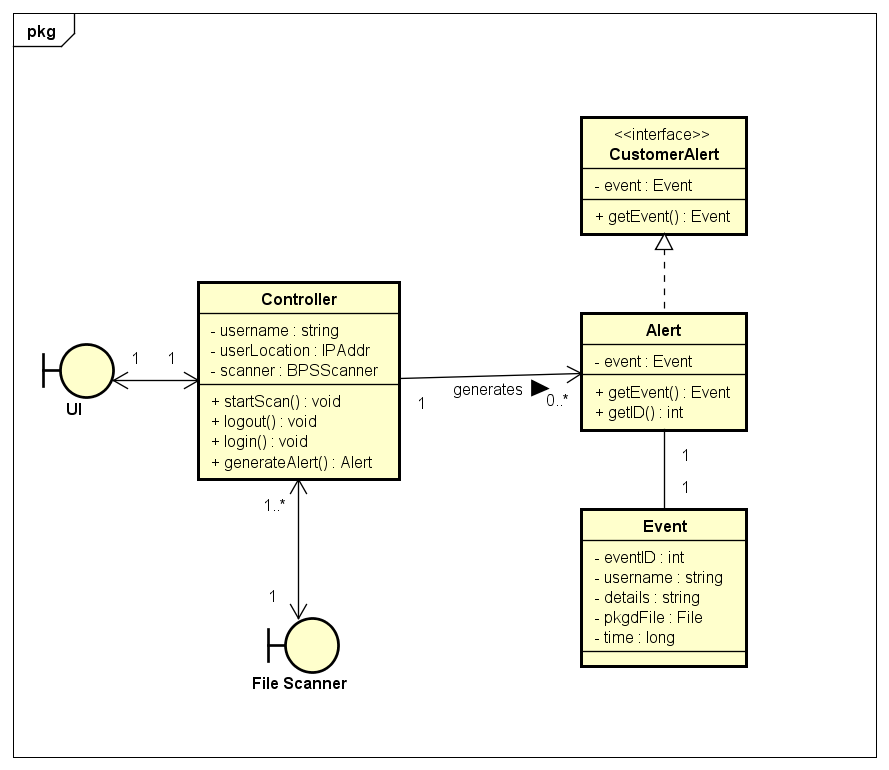 pkg
<<interface>>
CustomerAlert
- event : Event
+ getEvent() : Event
Controller
- username : string
- userLocation : IPAddr
- scanner : BPSScanner
+ startScan() : void
+ logout() : void
+ login() : void
+ generateAlert() : Alert
Alert
- event : Event
+ getEvent() : Event
+ getID() : int
1
1
UI
1
generates
0..*
1
1
1..*
1
File Scanner
Event
- eventID : int
- username : string
- details : string
- pkgdFile : File
- time : long